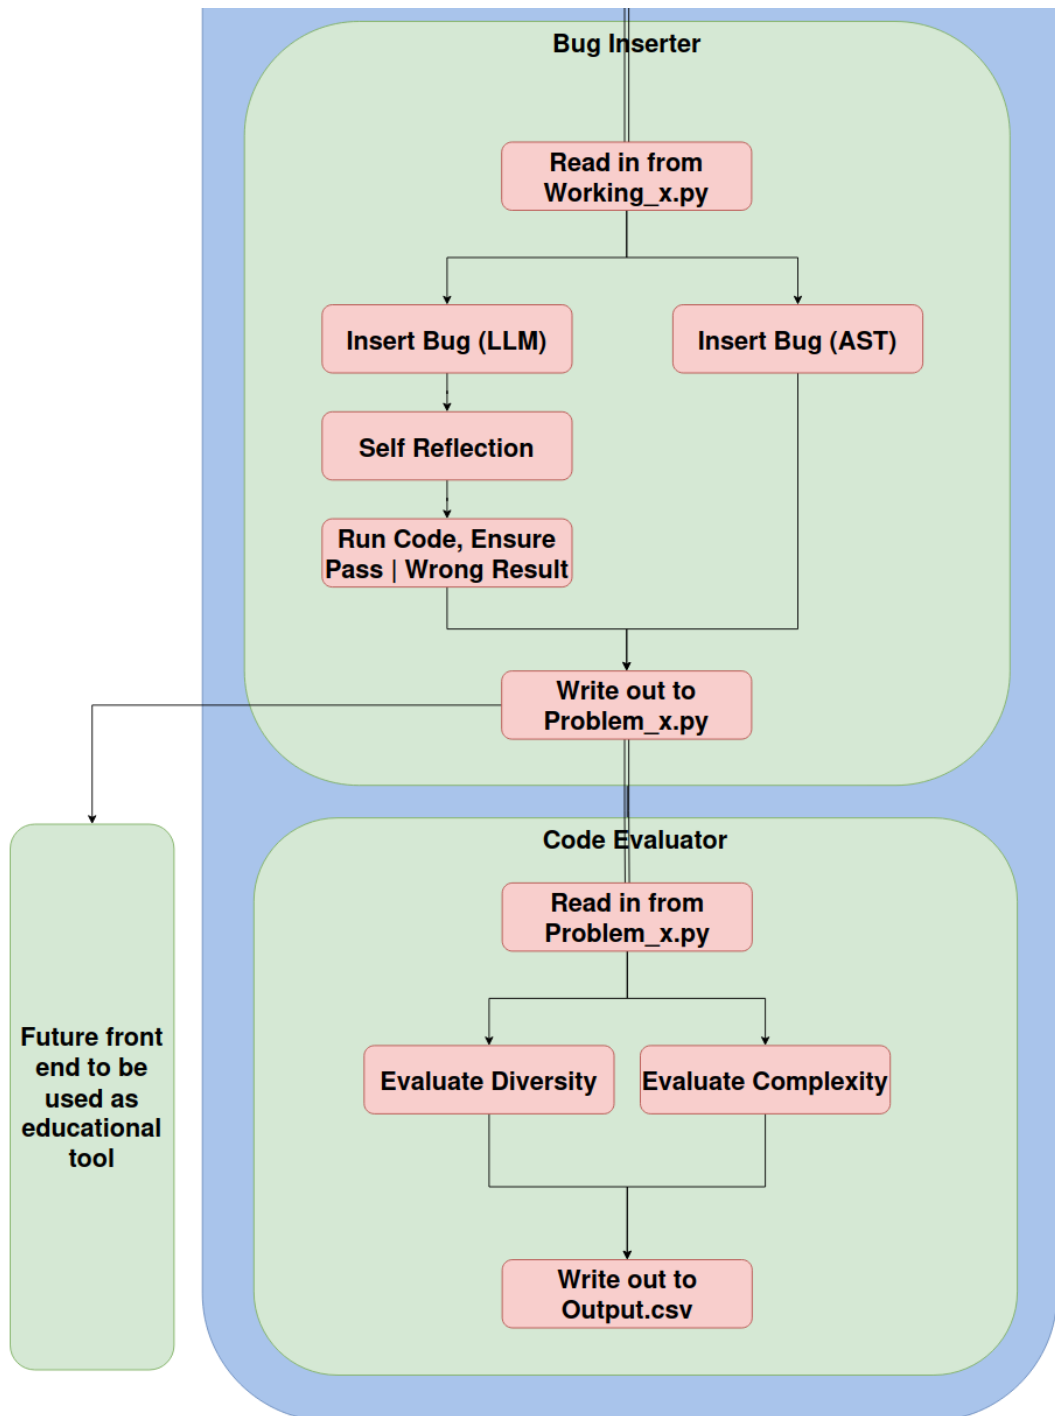 Bug Inserter
Read in from
Working_x.py
Insert Bug (LLM)
Insert Bug (AST)
Self Reflection
Run Code, Ensure
Pass | Wrong Result
Write out to
Problem_x.py
Code Evaluator
Read in from
Problem_x.py
Future front
end to be
used as
educational
tool
Evaluate Diversity
Evaluate Complexity
Write out to
Output.csv